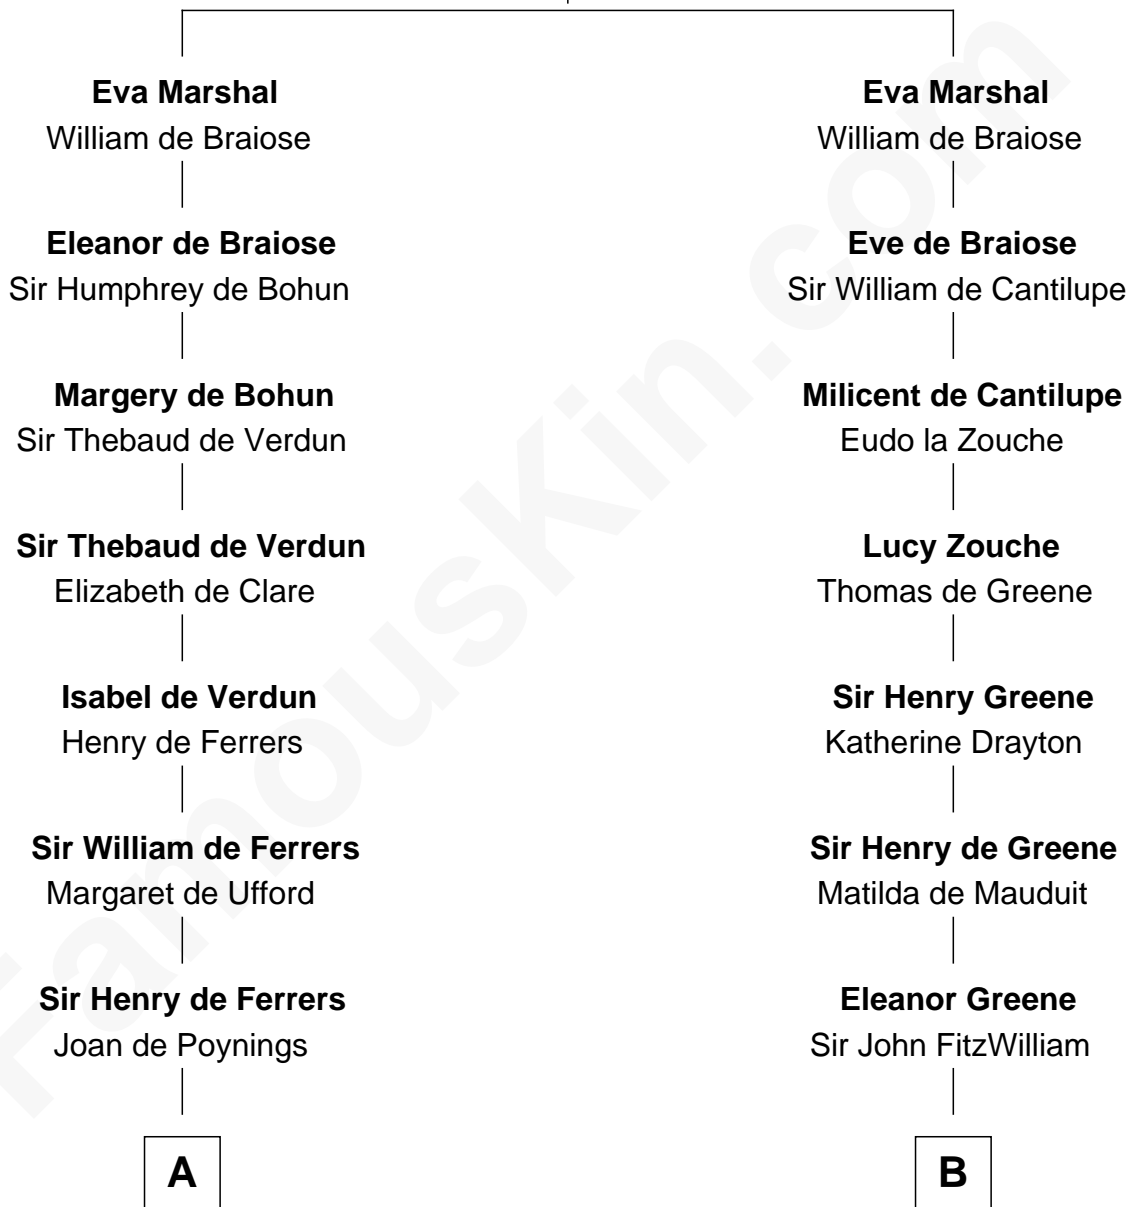 Eva Marshal
William de Braiose
Eleanor de Braiose
Sir Humphrey de Bohun
Margery de Bohun
Sir Thebaud de Verdun
Sir Thebaud de Verdun
Elizabeth de Clare
Isabel de Verdun
Henry de Ferrers
Sir William de Ferrers
Margaret de Ufford
Sir Henry de Ferrers
Joan de Poynings
A
Eva Marshal
William de Braiose
Eve de Braiose
Sir William de Cantilupe
Milicent de Cantilupe
Eudo la Zouche
Lucy Zouche
Thomas de Greene
Sir Henry Greene
Katherine Drayton
Sir Henry de Greene
Matilda de Mauduit
Eleanor Greene
Sir John FitzWilliam
B
FamousKin.com